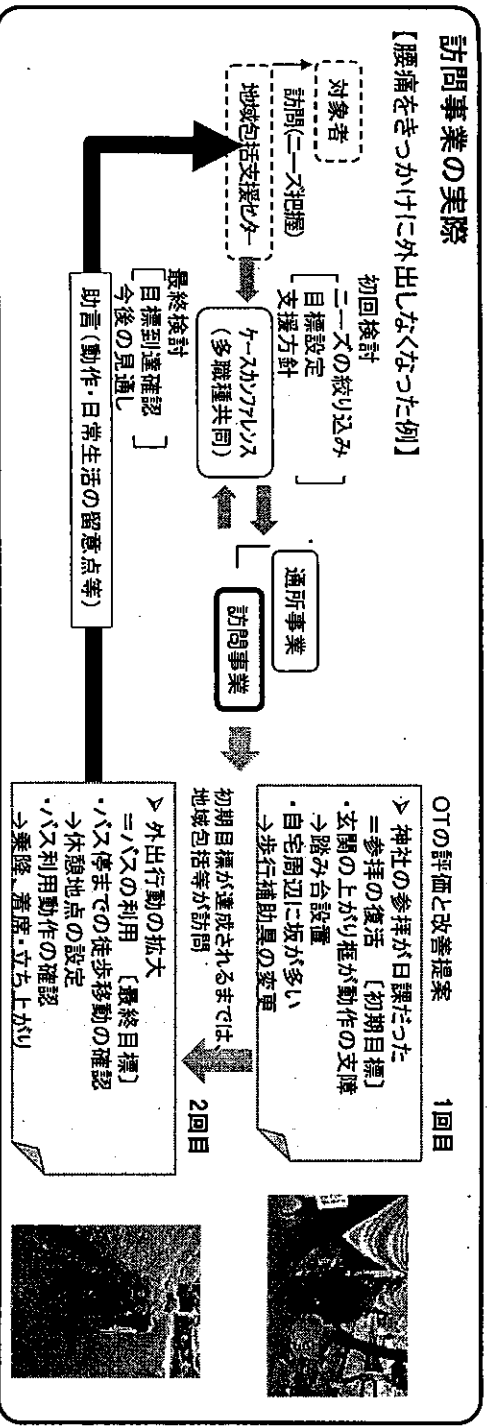 訪問事業の実際
【腰痛をきっかけに外出しなくなった例】
対象者
訪問(ニーズ把握)
地域包括支援センター
初回検討
ニーズの絞り込み
目標設定
支援方針
ケースカンファレンス
(多職種共同)
最終検討
目標到達確認
今後の見通し
助言(動作・日常生活の留意点等)
通所事業
訪問事業
OTの評価と改善提案
1回目
➢ 神社の参拝が日課だった
=参拝の復活 [初期目標]
・玄関の上がり框が動作の支障
→踏み台設置
・自宅周辺に坂が多い
→歩行補助具の変更
初期目標が達成されるまでは、
地域包括等が訪問
2回目
➢ 外出行動の拡大
=バスの利用 [最終目標]
・バス停までの徒歩移動の確認
→休憩地点の設定
・バス利用動作の確認
→乗降、着席・立ち上がり